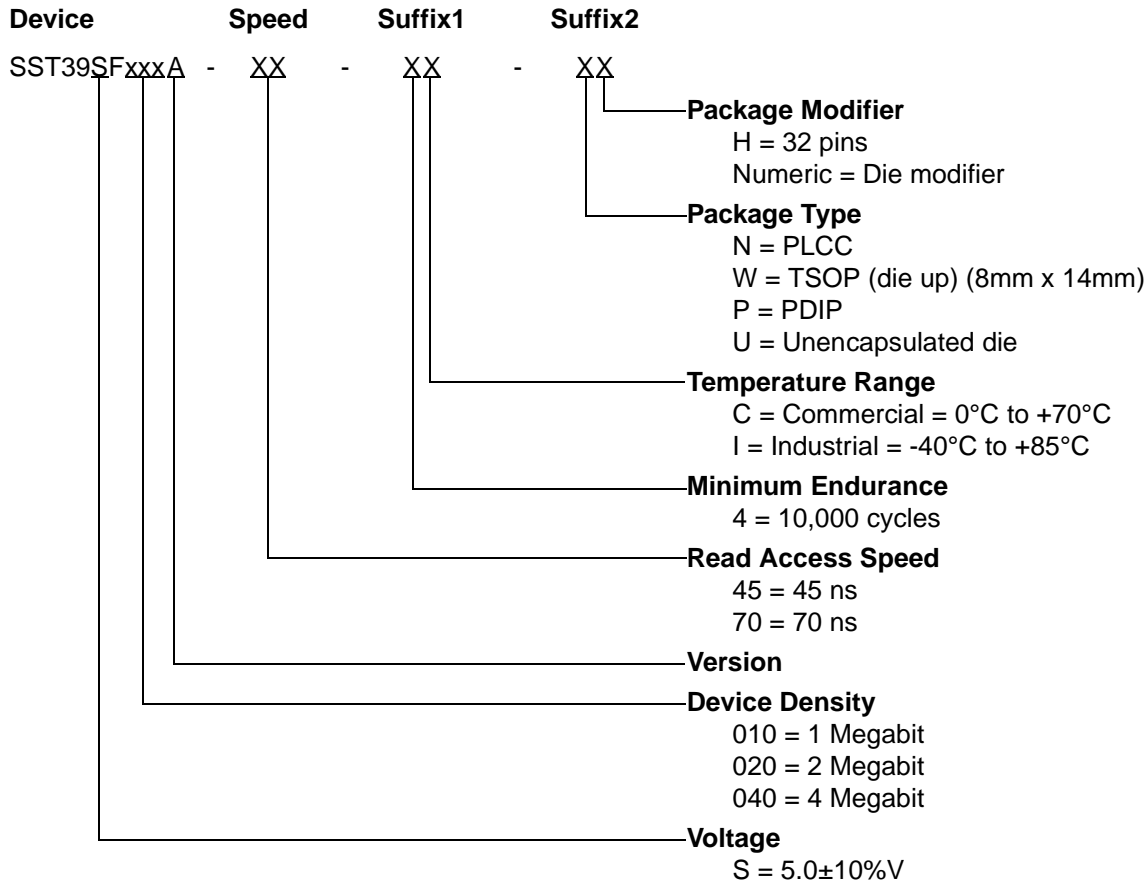 Device Speed Suffix1 Suffix2
SST39SFxxxA - XX - XX - XX
Package Modifier
H = 32 pins
Numeric = Die modifier
Package Type
N = PLCC
W = TSOP (die up) (8mm x 14mm)
P = PDIP
U = Unencapsulated die
Temperature Range
C = Commercial = 0°C to +70°C
I = Industrial = -40°C to +85°C
Minimum Endurance
4 = 10,000 cycles
Read Access Speed
45 = 45 ns
70 = 70 ns
Version
Device Density
010 = 1 Megabit
020 = 2 Megabit
040 = 4 Megabit
Voltage
S = 5.0±10%V